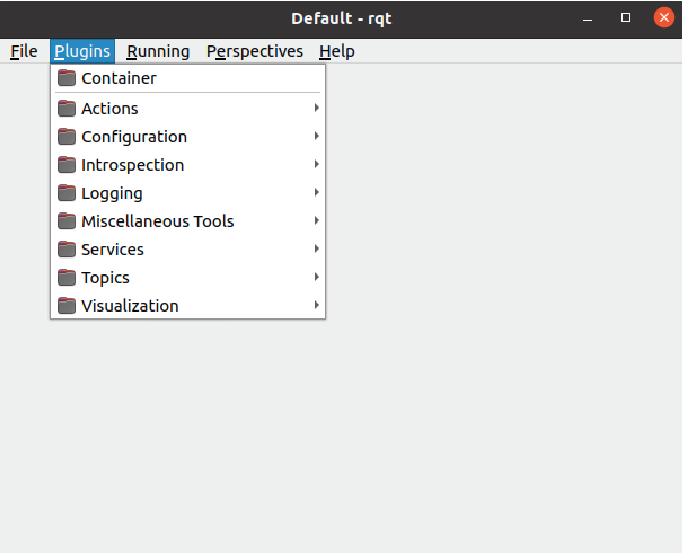 Default - rqt
File Plugins Running Perspectives Help
Container
Actions
Configuration
Introspection
Logging
Miscellaneous Tools
Services
Topics
Visualization